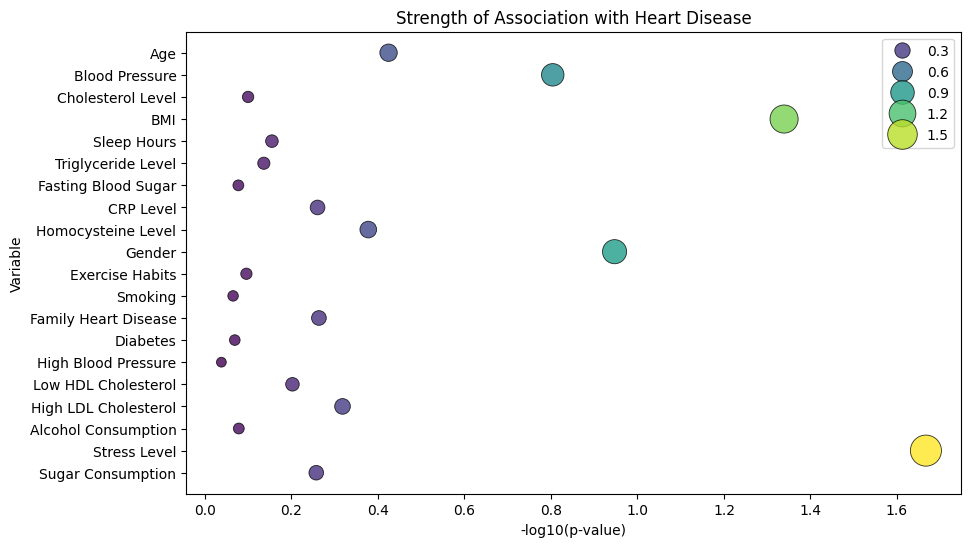 Strength of Association with Heart Disease
Variable
Age
Blood Pressure
Cholesterol Level
BMI
Sleep Hours
Triglyceride Level
Fasting Blood Sugar
CRP Level
Homocysteine Level
Gender
Exercise Habits
Smoking
Family Heart Disease
Diabetes
High Blood Pressure
Low HDL Cholesterol
High LDL Cholesterol
Alcohol Consumption
Stress Level
Sugar Consumption
0.3
0.6
0.9
1.2
1.5
0.0 0.2 0.4 0.6 0.8 1.0 1.2 1.4 1.6
-log10(p-value)